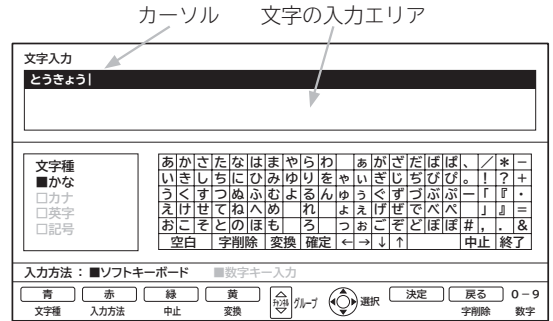 カーソル 文字の入力エリア
文字入力
とうきょう|
文字種
■かな
□カナ
□英字
□記号
あかさたなはまやらわ ぁがざだばぱ、／＊－
いきしちにひみゆりをゃぃぎじぢびぴ。！？＋
うくすつぬふむよるんゅぅぐずづぶぷー「『・
えけせてねへめ れ ょぇげぜでべぺ 」』＝
おこそとのほも ろ っぉごぞどぼぽ＃，．＆
空白 字削除 変換 確定 ←→↓↑ 中止 終了
入力方法：■ソフトキーボード ■数字キー入力
青 赤 緑 黄 チャンネル グループ 選択 決定 戻る 0－9
文字種 入力方法 中止 変換 字削除 数字